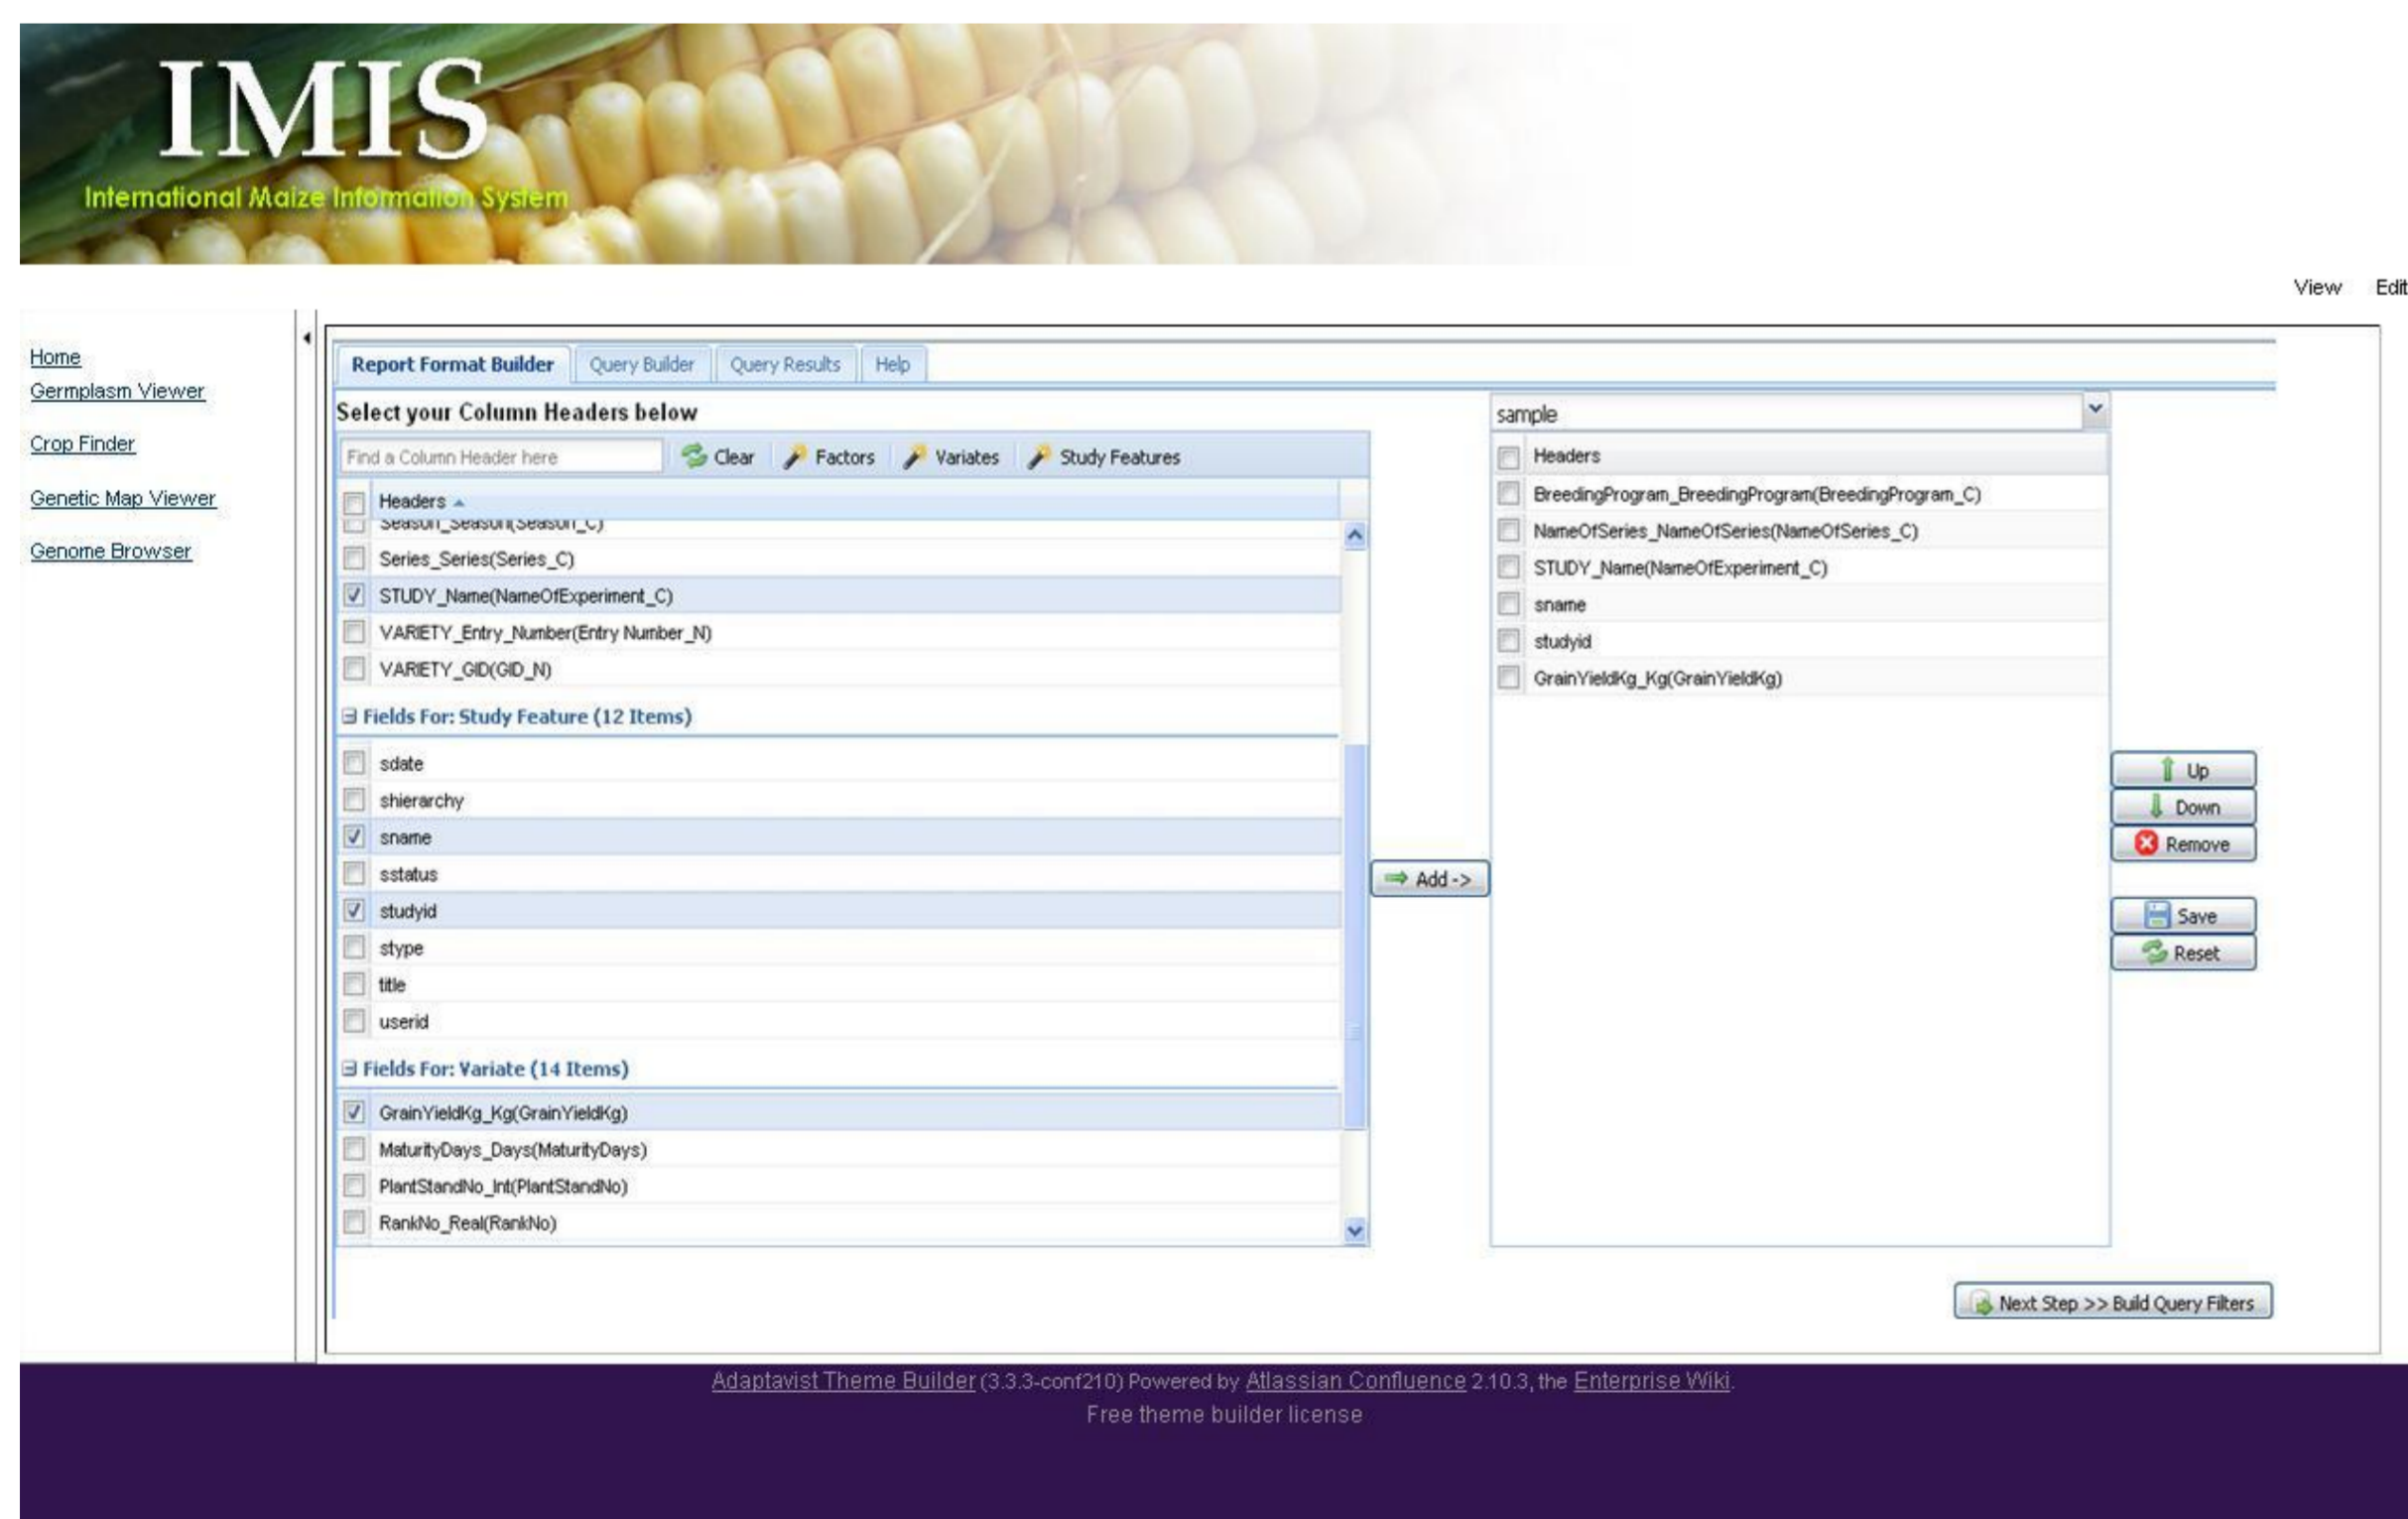 IMIS
International Maize Information System
View Edit
Home
Germplasm Viewer
Crop Finder
Genetic Map Viewer
Genome Browser
Report Format Builder Query Builder Query Results Help
Select your Column Headers below
Find a Column Header here Clear Factors Variates Study Features
Headers
Season_Season(Season_C)
Series_Series(Series_C)
STUDY_Name(NameOfExperiment_C)
VARIETY_Entry_Number(Entry Number_N)
VARIETY_GID(GID_N)
Fields For: Study Feature (12 Items)
sdate
shierarchy
sname
sstatus
studyid
stype
title
userid
Fields For: Variate (14 Items)
GrainYieldKg_Kg(GrainYieldKg)
MaturityDays_Days(MaturityDays)
PlantStandNo_Int(PlantStandNo)
RankNo_Real(RankNo)
Add ->
sample
Headers
BreedingProgram_BreedingProgram(BreedingProgram_C)
NameOfSeries_NameOfSeries(NameOfSeries_C)
STUDY_Name(NameOfExperiment_C)
sname
studyid
GrainYieldKg_Kg(GrainYieldKg)
Up
Down
Remove
Save
Reset
Next Step >> Build Query Filters
Adaptavist Theme Builder (3.3.3-conf210) Powered by Atlassian Confluence 2.10.3, the Enterprise Wiki.
Free theme builder license